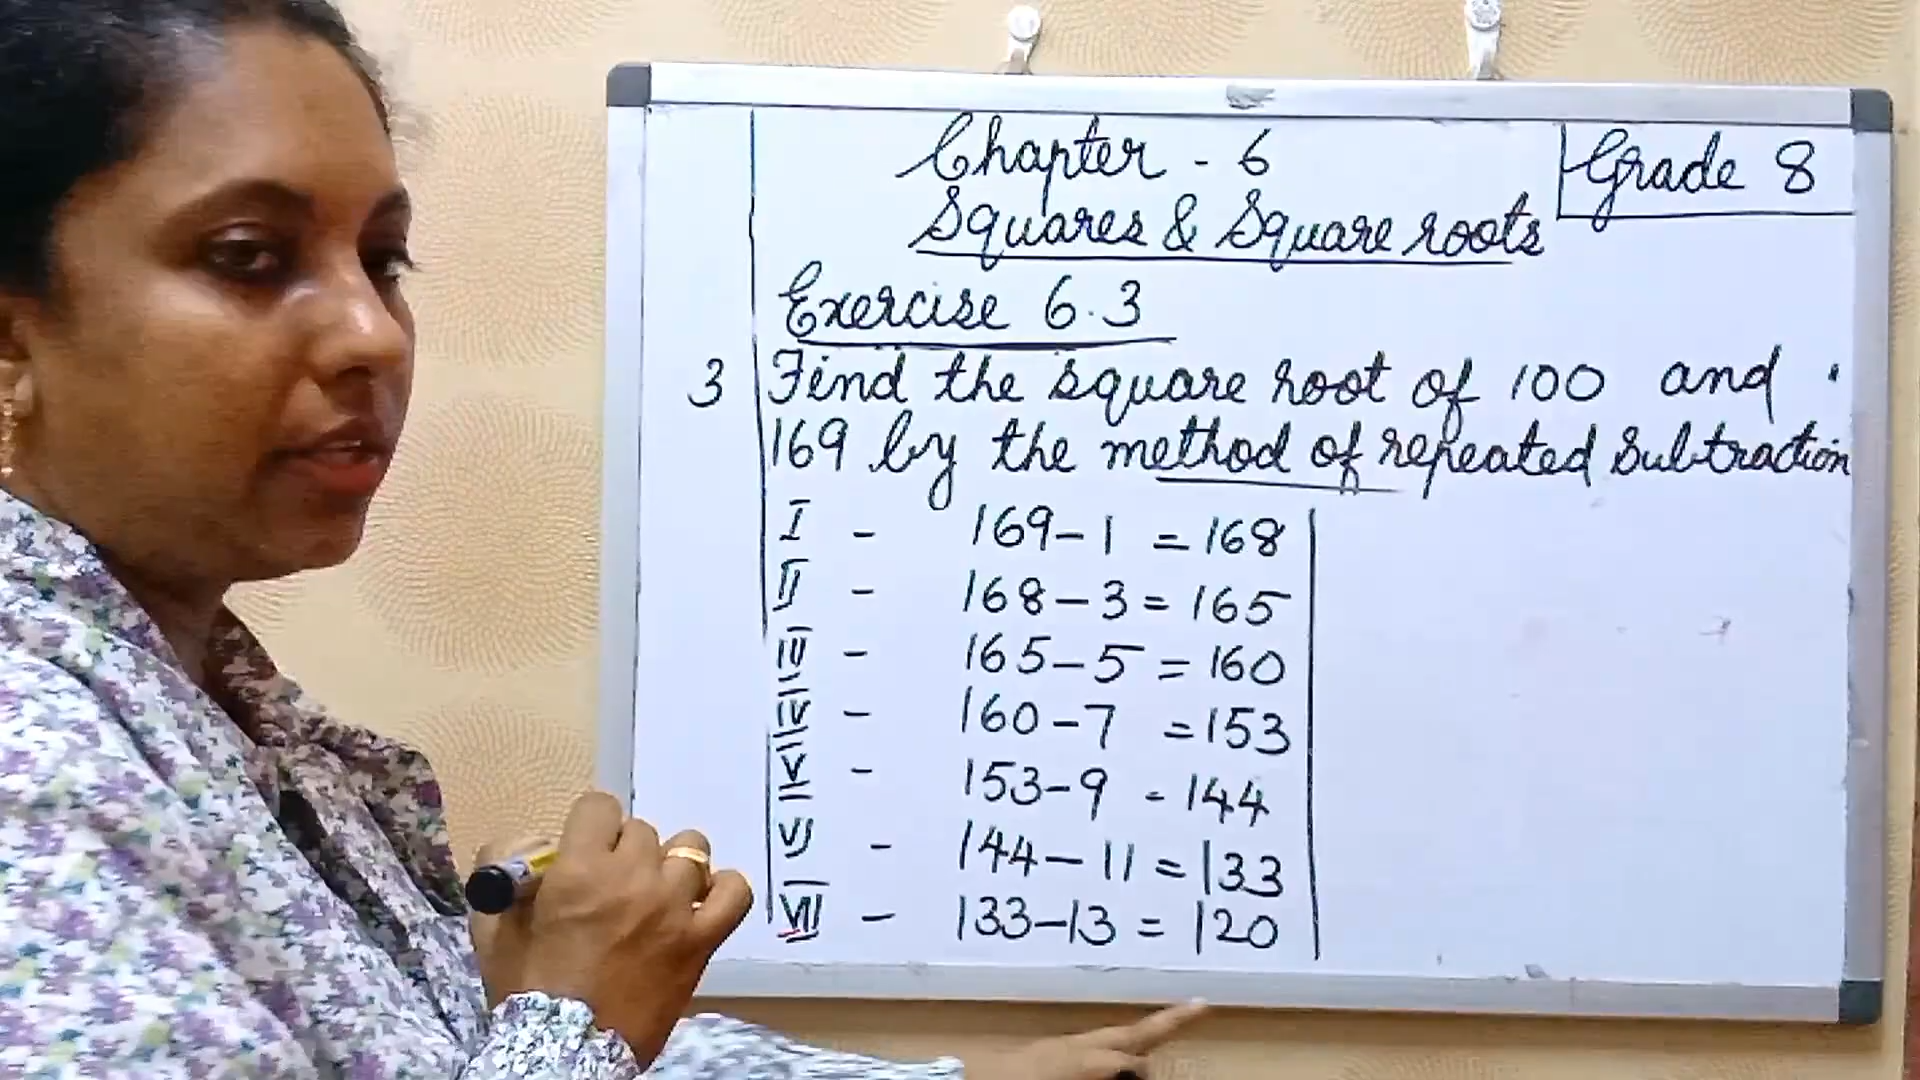 Chapter - 6
Grade 8
Squares & Square roots
Exercise 6.3
3 Find the square root of 100 and
169 by the method of repeated subtraction
I - 169-1 = 168
II - 168-3 = 165
III - 165-5 = 160
IV - 160-7 = 153
V - 153-9 - 144
VI - 144-11 = 133
VII - 133-13 = 120